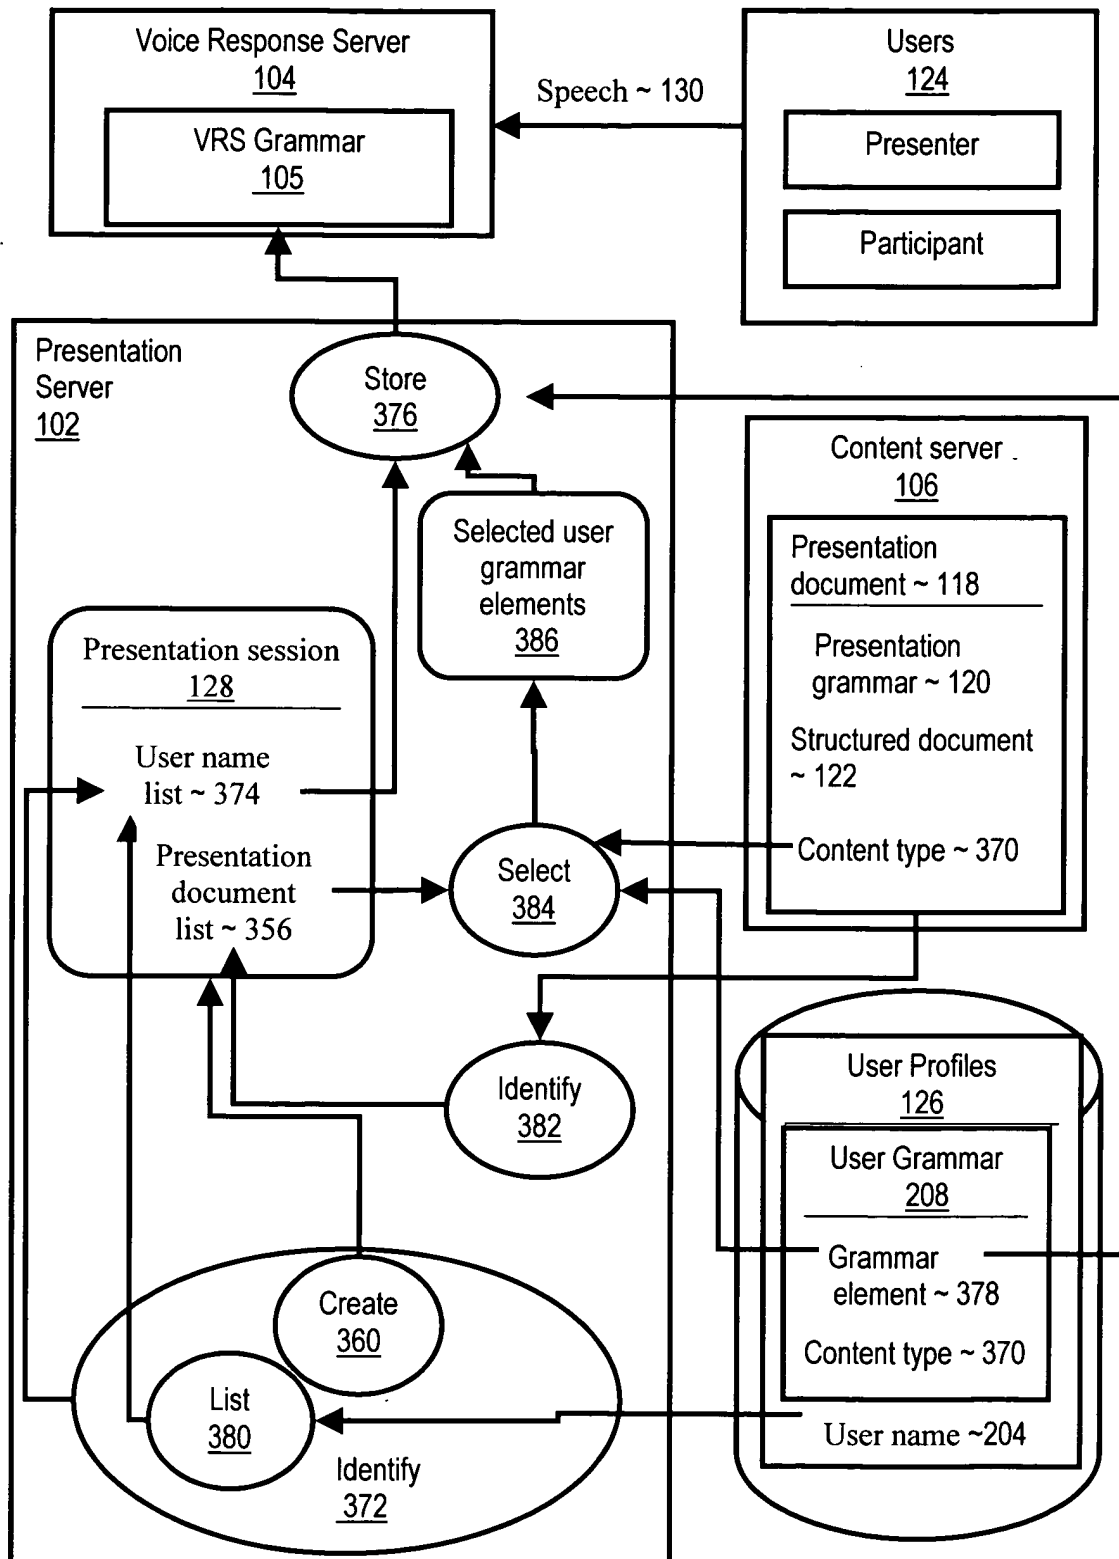 Voice Response Server
104
VRS Grammar
105
Speech ~ 130
Users
124
Presenter
Participant
Presentation
Server
102
Store
376
Selected user
grammar
elements
386
Content server
106
Presentation
document ~ 118
Presentation
grammar ~ 120
Structured document
~ 122
Content type ~ 370
Presentation session
128
User name
list ~ 374
Presentation
document
list ~ 356
Select
384
Identify
382
User Profiles
126
User Grammar
208
Grammar
element ~ 378
Content type ~ 370
User name ~204
Create
360
List
380
Identify
372